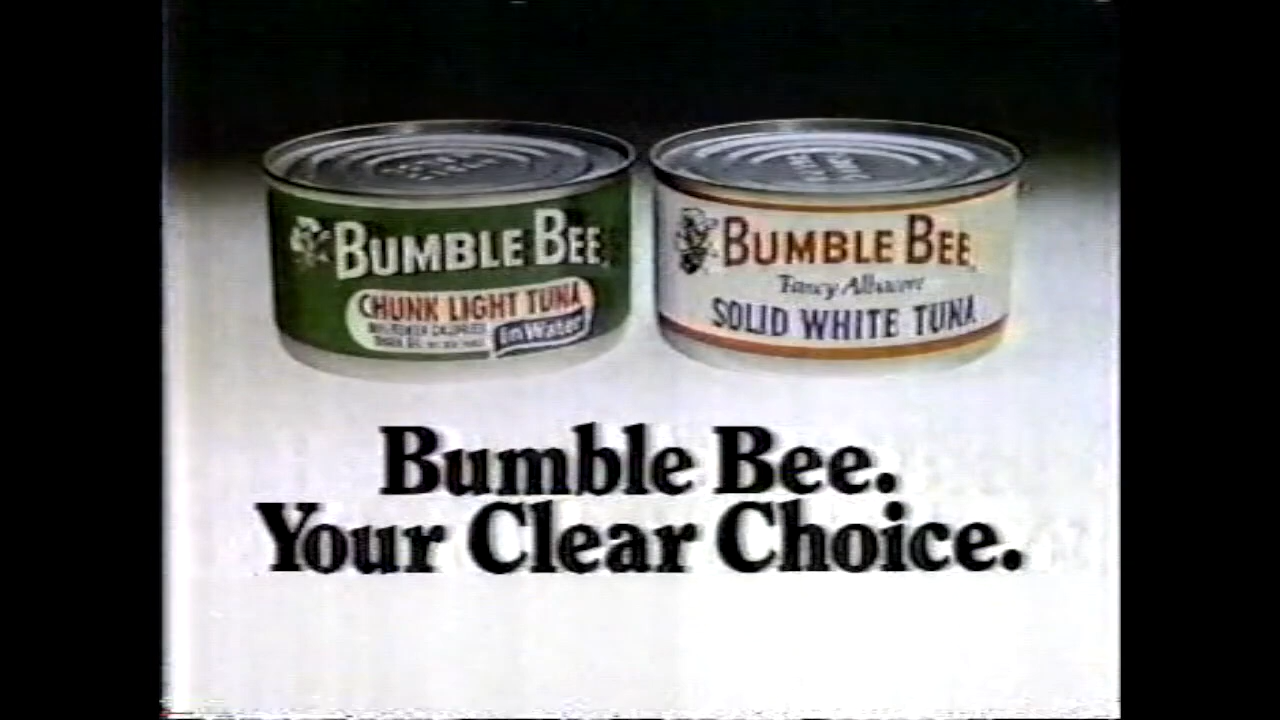 BUMBLE BEE
CHUNK LIGHT TUNA
in Water
BUMBLE BEE
Fancy Albacore
SOLID WHITE TUNA
Bumble Bee.
Your Clear Choice.